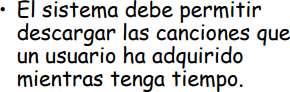 • El sistema debe permitir
descargar las canciones que
un usuario ha adquirido
mientras tenga tiempo.